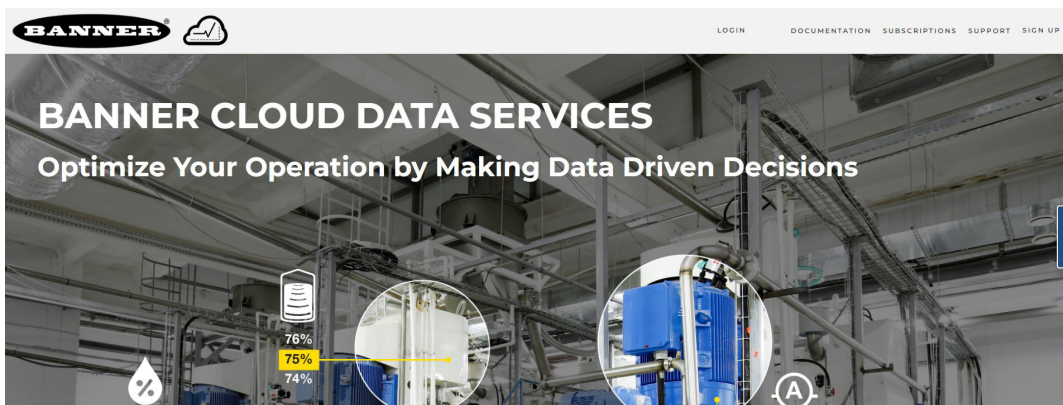 BANNER®
LOGIN
DOCUMENTATION
SUBSCRIPTIONS
SUPPORT
SIGN UP
BANNER CLOUD DATA SERVICES
Optimize Your Operation by Making Data Driven Decisions
76%
75%
74%
%
A